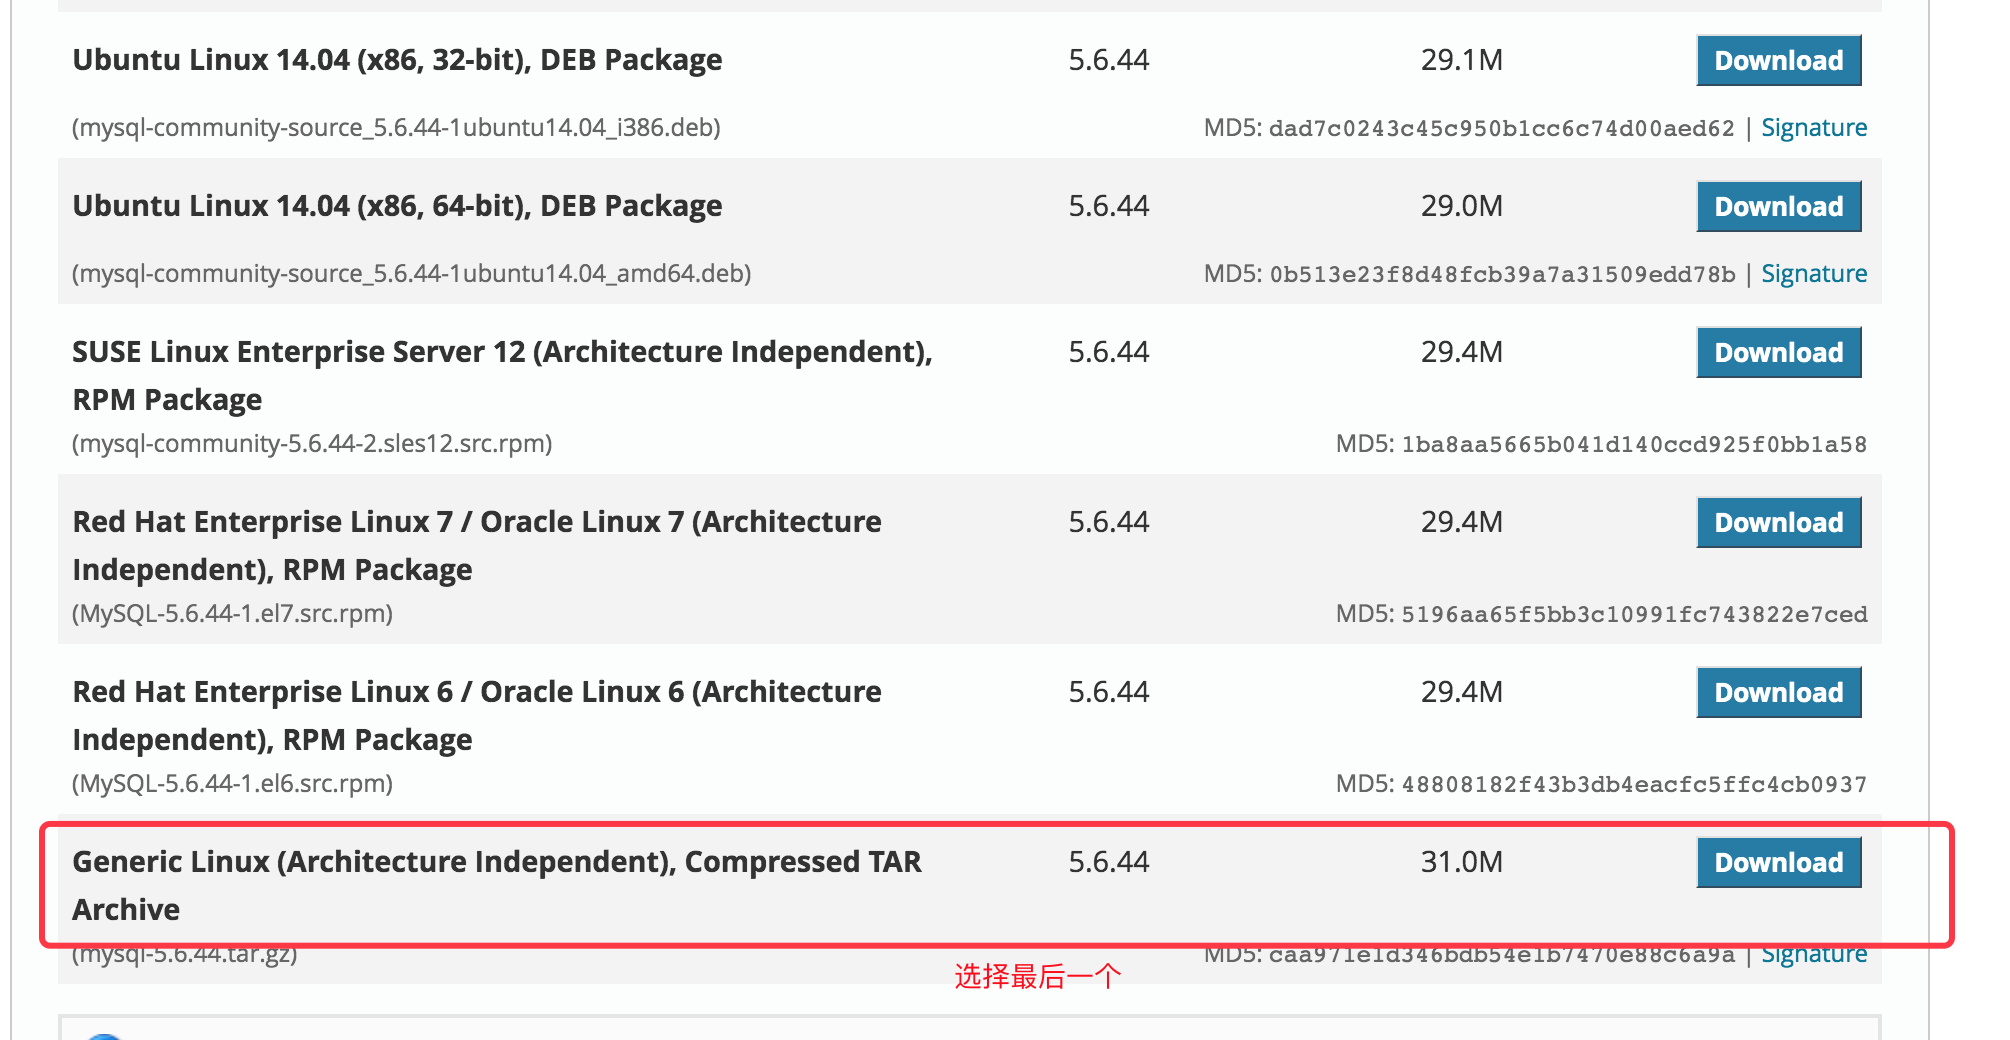 Ubuntu Linux 14.04 (x86, 32-bit), DEB Package 5.6.44 29.1M Download
(mysql-community-source_5.6.44-1ubuntu14.04_i386.deb) MD5: dad7c0243c45c950b1cc6c74d00aed62 | Signature
Ubuntu Linux 14.04 (x86, 64-bit), DEB Package 5.6.44 29.0M Download
(mysql-community-source_5.6.44-1ubuntu14.04_amd64.deb) MD5: 0b513e23f8d48fcb39a7a31509edd78b | Signature
SUSE Linux Enterprise Server 12 (Architecture Independent), 5.6.44 29.4M Download
RPM Package
(mysql-community-5.6.44-2.sles12.src.rpm) MD5: 1ba8aa5665b041d140ccd925f0bb1a58
Red Hat Enterprise Linux 7 / Oracle Linux 7 (Architecture 5.6.44 29.4M Download
Independent), RPM Package
(MySQL-5.6.44-1.el7.src.rpm) MD5: 5196aa65f5bb3c10991fc743822e7ced
Red Hat Enterprise Linux 6 / Oracle Linux 6 (Architecture 5.6.44 29.4M Download
Independent), RPM Package
(MySQL-5.6.44-1.el6.src.rpm) MD5: 48808182f43b3db4eacfc5ffc4cb0937
Generic Linux (Architecture Independent), Compressed TAR 5.6.44 31.0M Download
Archive
(mysql-5.6.44.tar.gz) MD5: caa971e1d346bdb54e1b7470e88c6a9a | Signature
选择最后一个